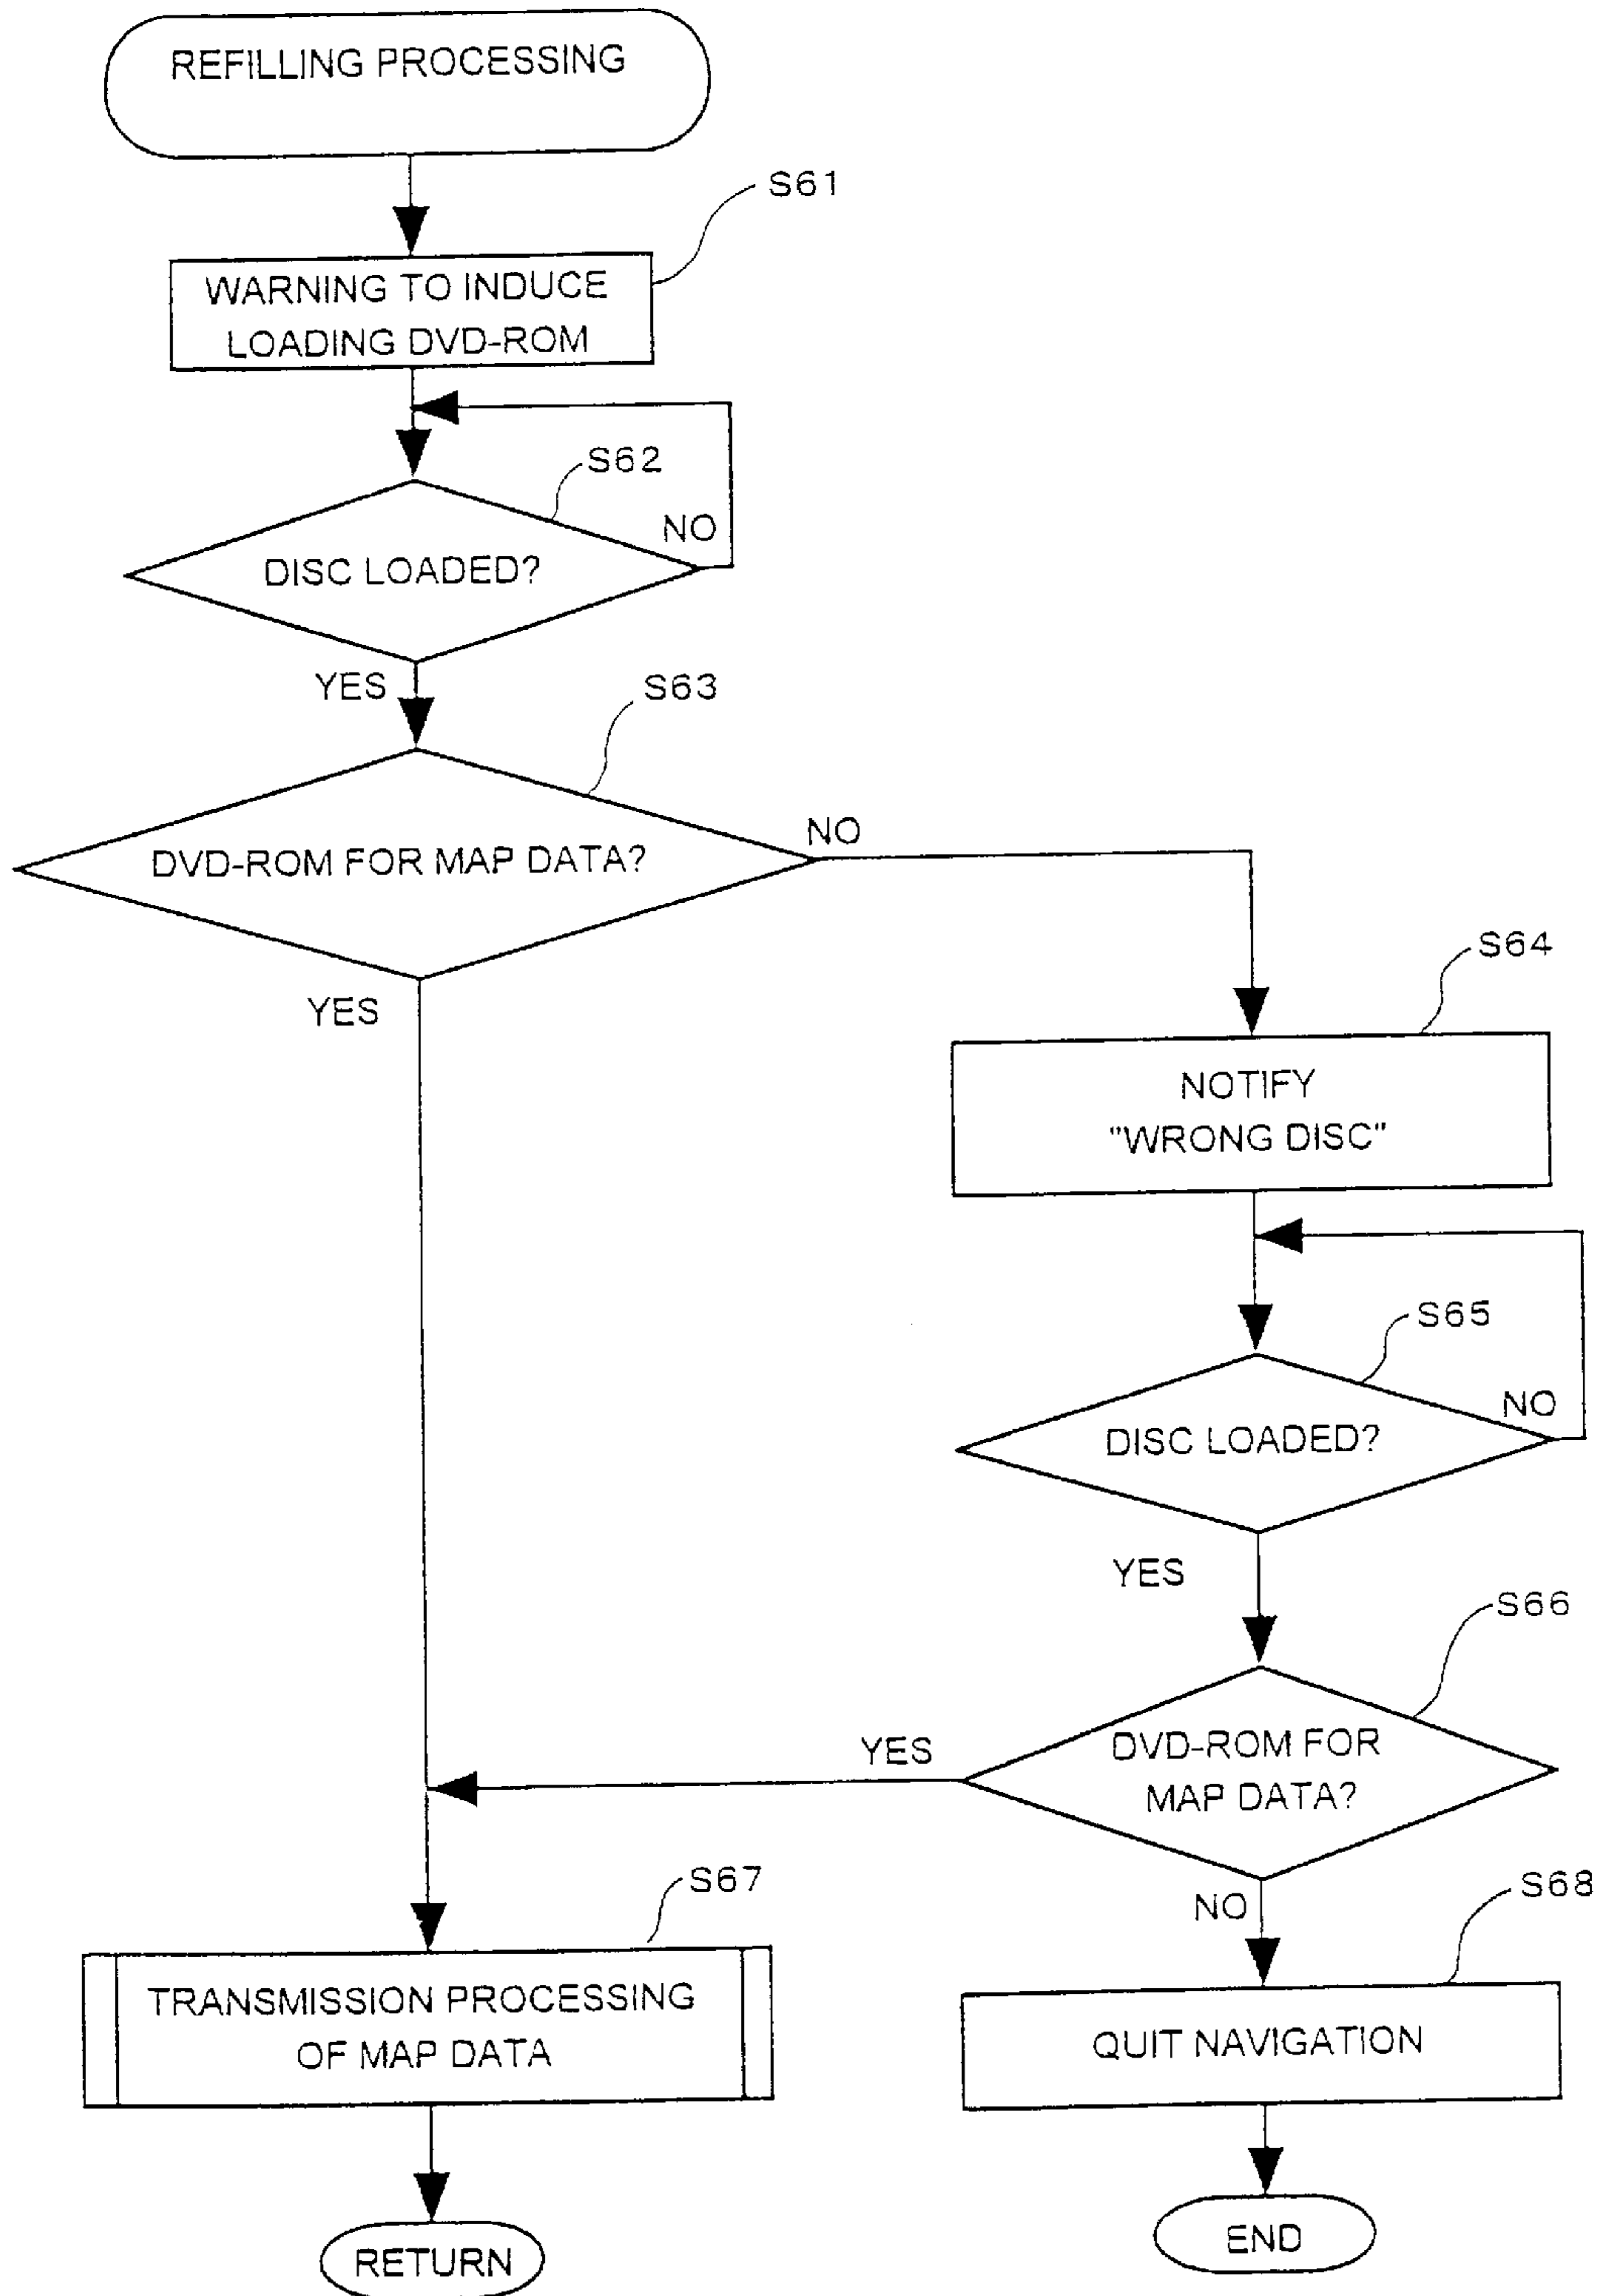 REFILLING PROCESSING
S61
WARNING TO INDUCE
LOADING DVD-ROM
S62
NO
DISC LOADED?
YES
S63
NO
DVD-ROM FOR MAP DATA?
YES
S64
NOTIFY
"WRONG DISC"
S65
NO
DISC LOADED?
YES
S66
YES
DVD-ROM FOR
MAP DATA?
S67
NO
S68
TRANSMISSION PROCESSING
OF MAP DATA
QUIT NAVIGATION
RETURN
END